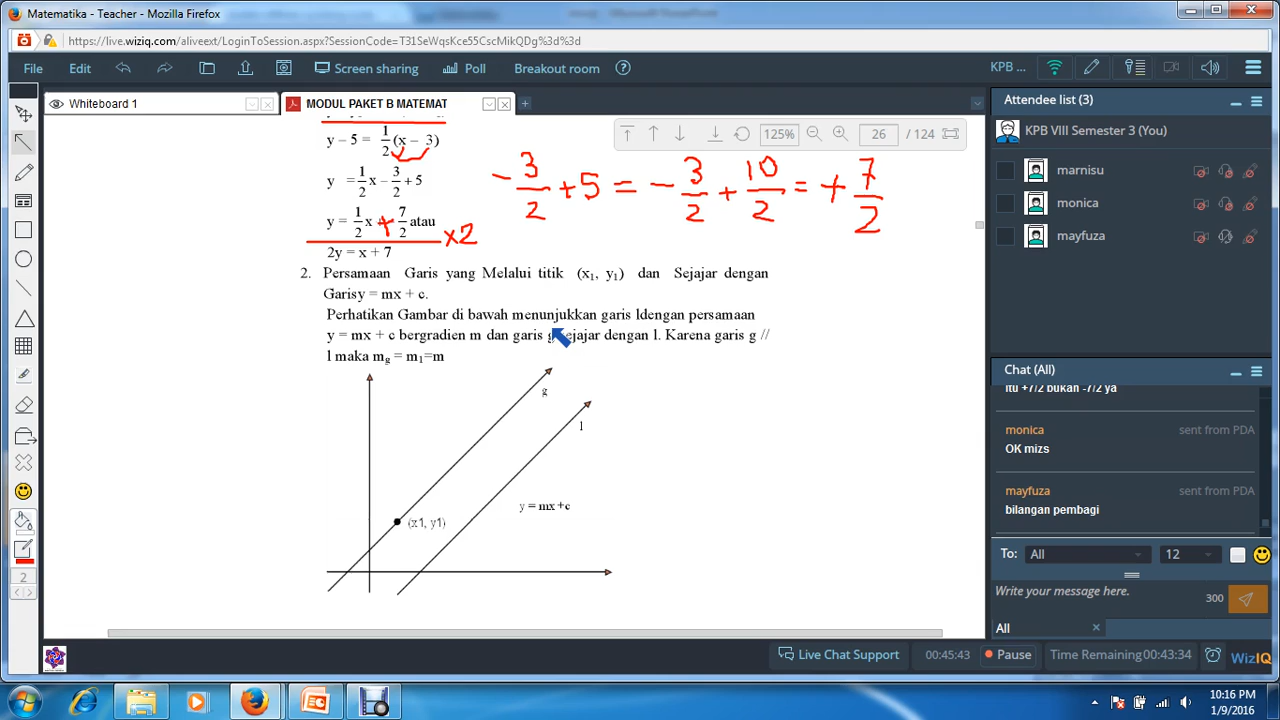 Matematika - Teacher - Mozilla Firefox
https://live.wiziq.com/aliveext/LoginToSession.aspx?SessionCode=T31SeWqsKce55CscMikQDg%3d%3d
File Edit Screen sharing Poll Breakout room KPB ...
Whiteboard 1 MODUL PAKET B MATEMAT
125% 26 / 124
y – 5 = 1/2 (x – 3)
y = 1/2 x – 3/2 + 5
- 3/2 + 5 = - 3/2 + 10/2 = + 7/2
y = 1/2 x + 7/2 atau x2
2y = x + 7
2. Persamaan Garis yang Melalui titik (x₁, y₁) dan Sejajar dengan
Garisy = mx + c.
Perhatikan Gambar di bawah menunjukkan garis ldengan persamaan
y = mx + c bergradien m dan garis g sejajar dengan l. Karena garis g //
l maka mg = m₁=m
g
l
y = mx +c
(x1, y1)
Attendee list (3)
KPB VIII Semester 3 (You)
marnisu
monica
mayfuza
Chat (All)
itu +7/2 bukan -7/2 ya
monica sent from PDA
OK mizs
mayfuza sent from PDA
bilangan pembagi
To: All 12
Write your message here. 300
All
Live Chat Support 00:45:43 Pause Time Remaining 00:43:34 WizIQ
2
10:16 PM
1/9/2016